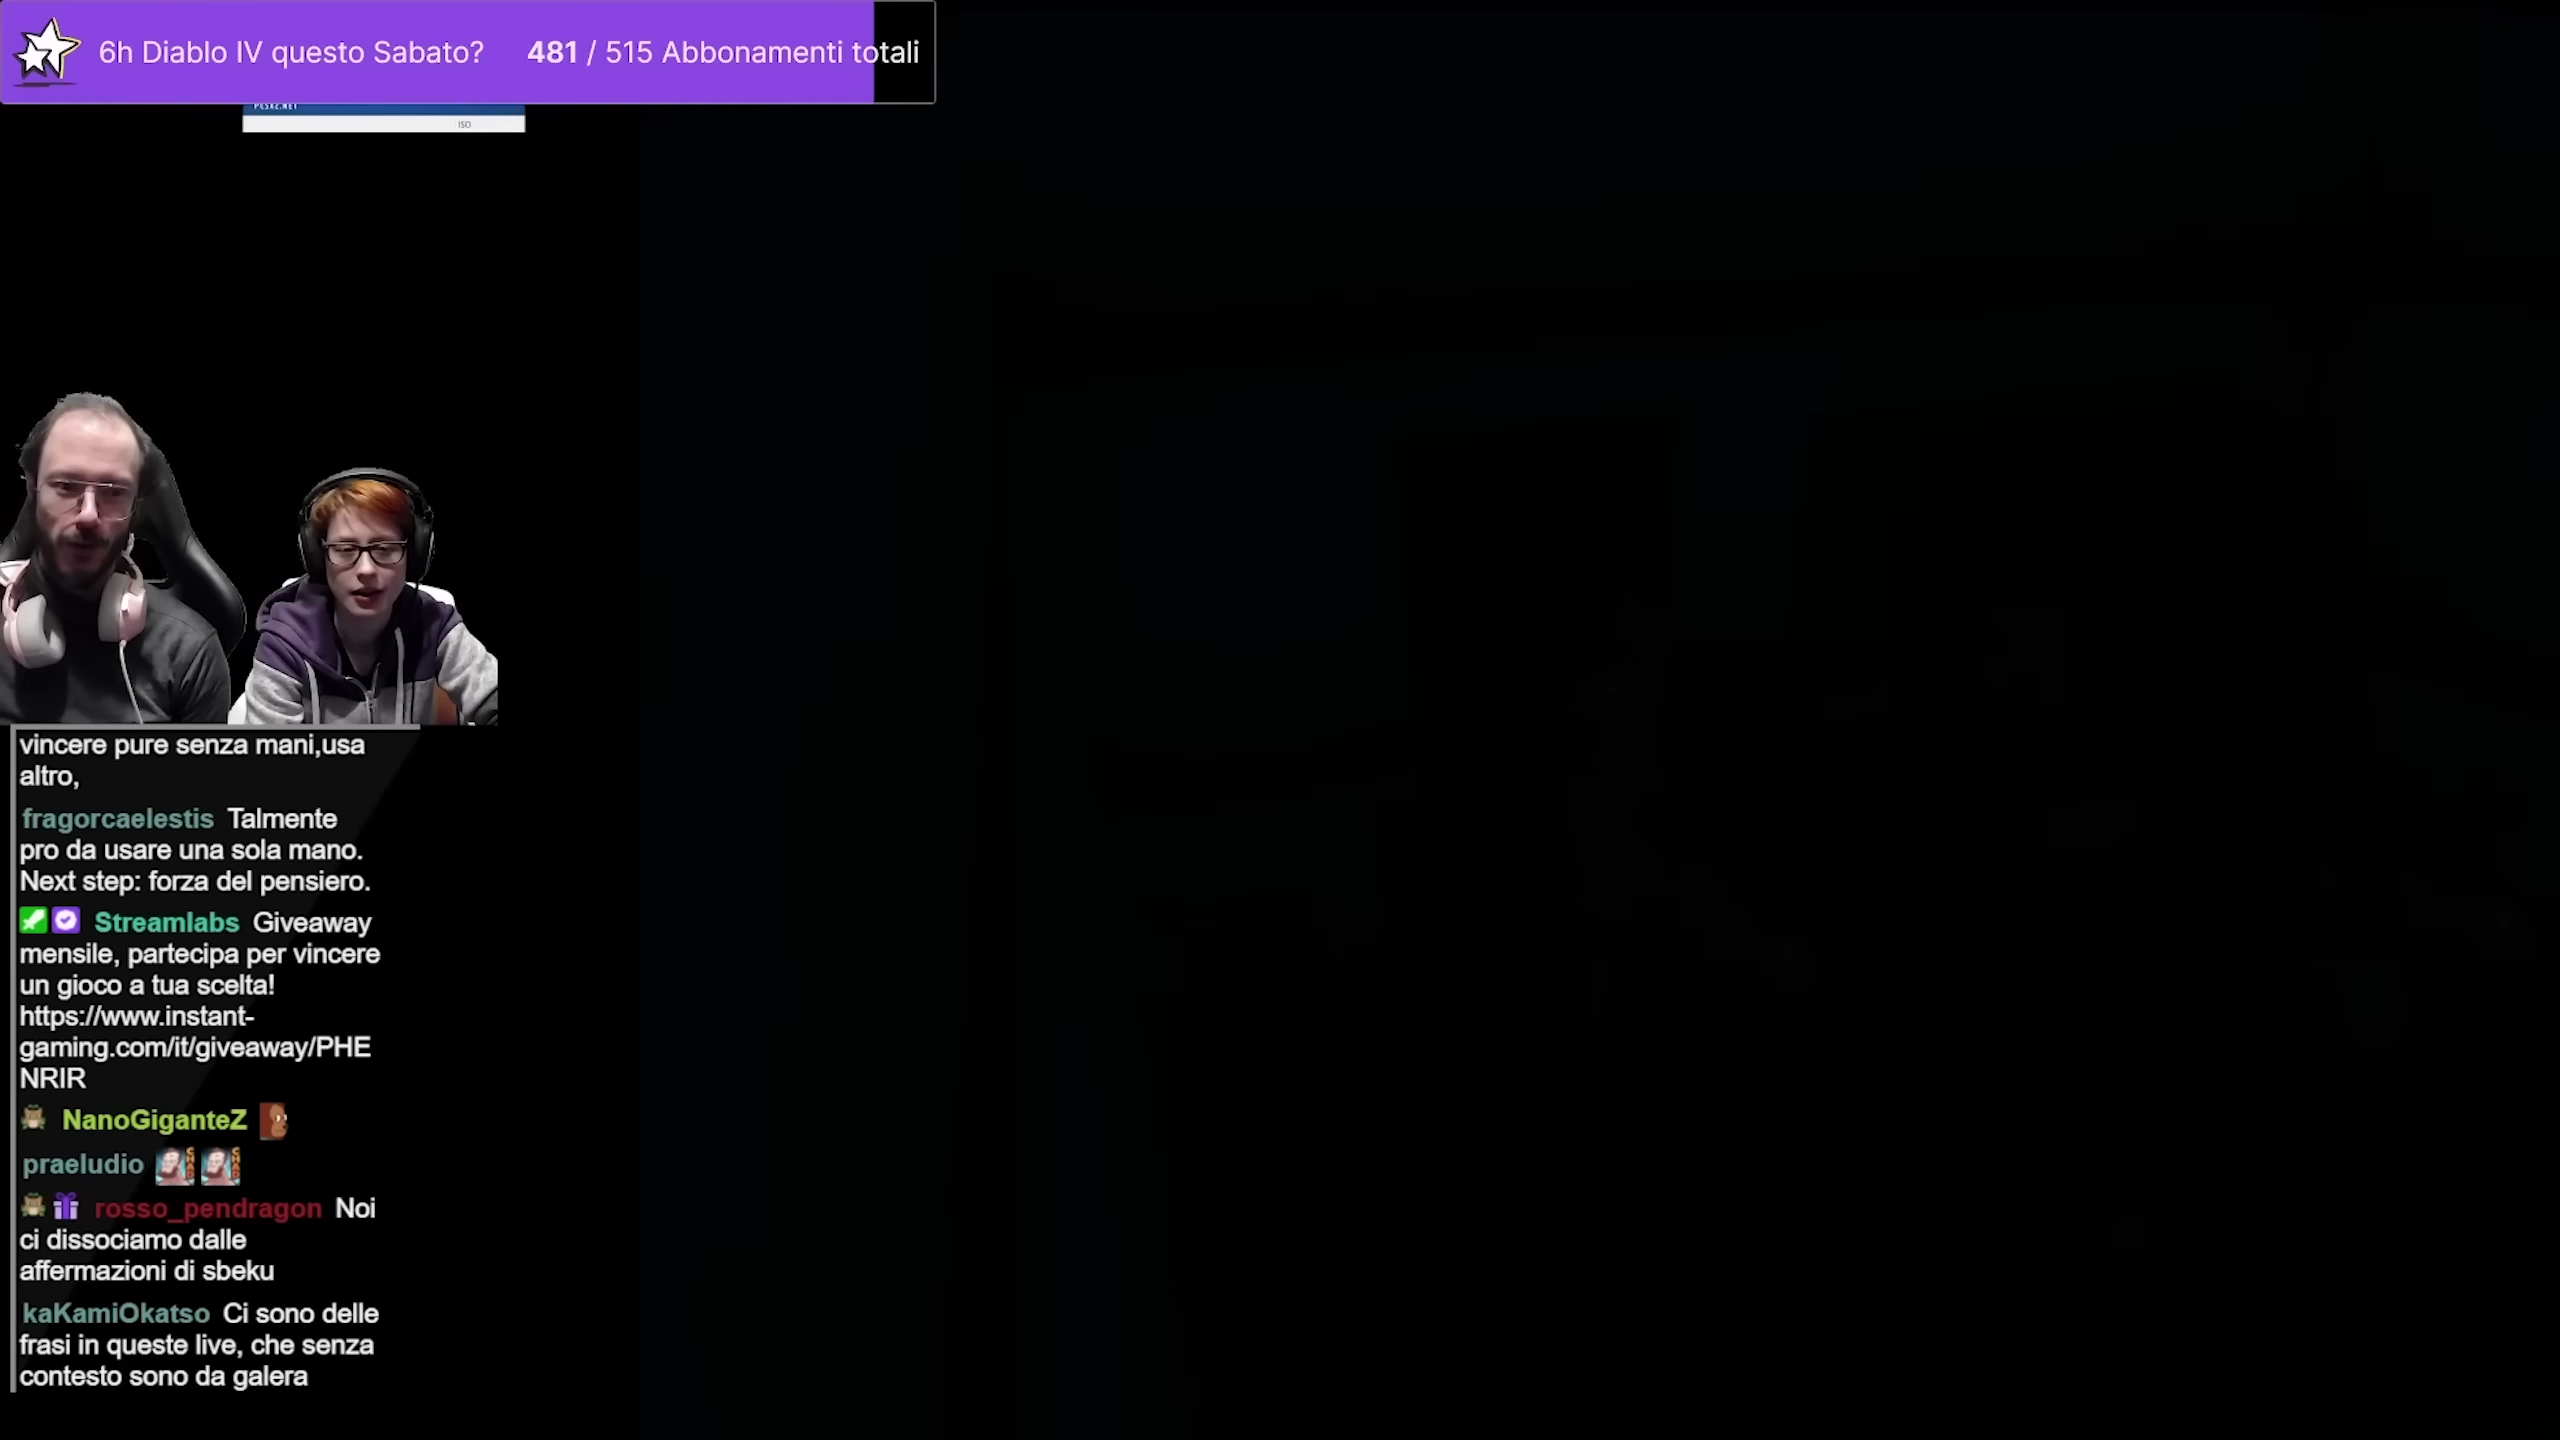 6h Diablo IV questo Sabato? 481 / 515 Abbonamenti totali
ISO
vincere pure senza mani,usa
altro,
fragorcaelestis Talmente
pro da usare una sola mano.
Next step: forza del pensiero.
Streamlabs Giveaway
mensile, partecipa per vincere
un gioco a tua scelta!
https://www.instant-
gaming.com/it/giveaway/PHE
NRIR
NanoGiganteZ
praeludio
rosso_pendragon Noi
ci dissociamo dalle
affermazioni di sbeku
kaKamiOkatso Ci sono delle
frasi in queste live, che senza
contesto sono da galera